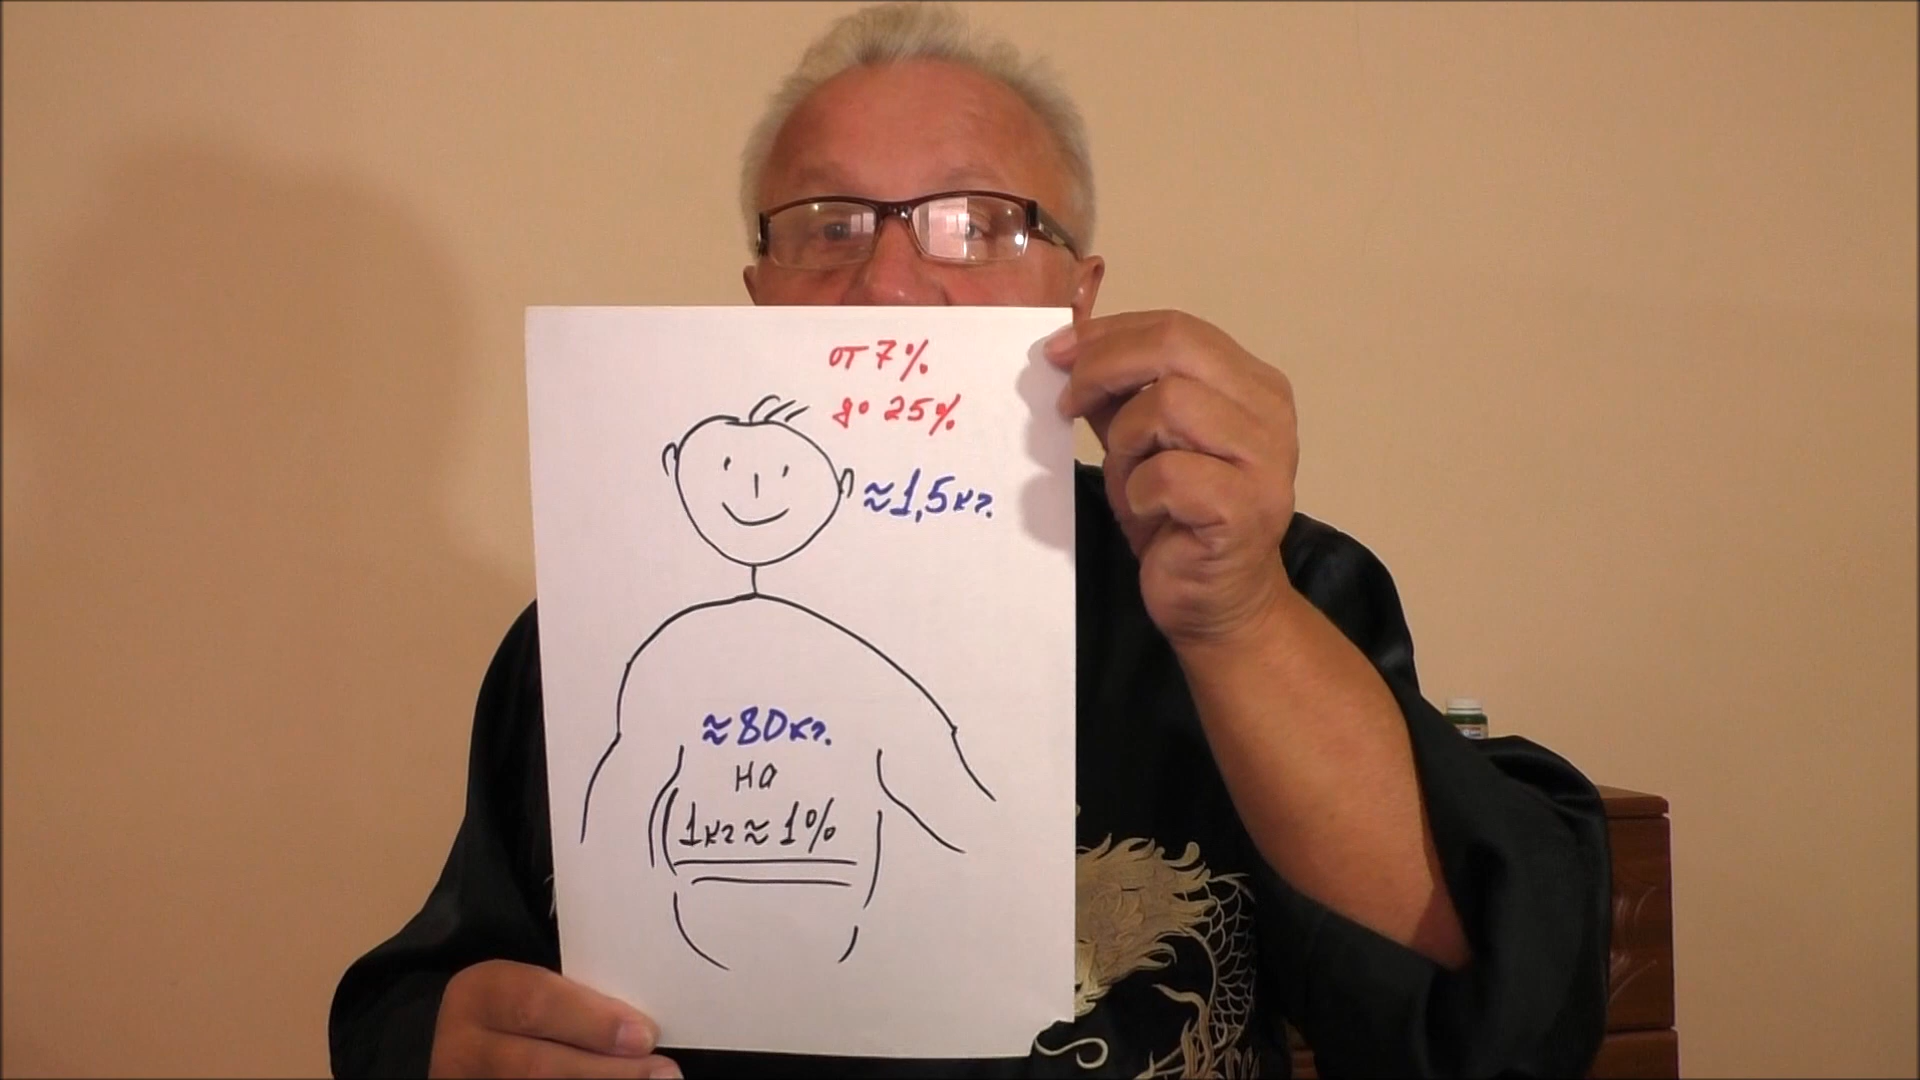 от 7%
до 25%
≈1,5кг.
≈80кг.
на
1кг≈1%